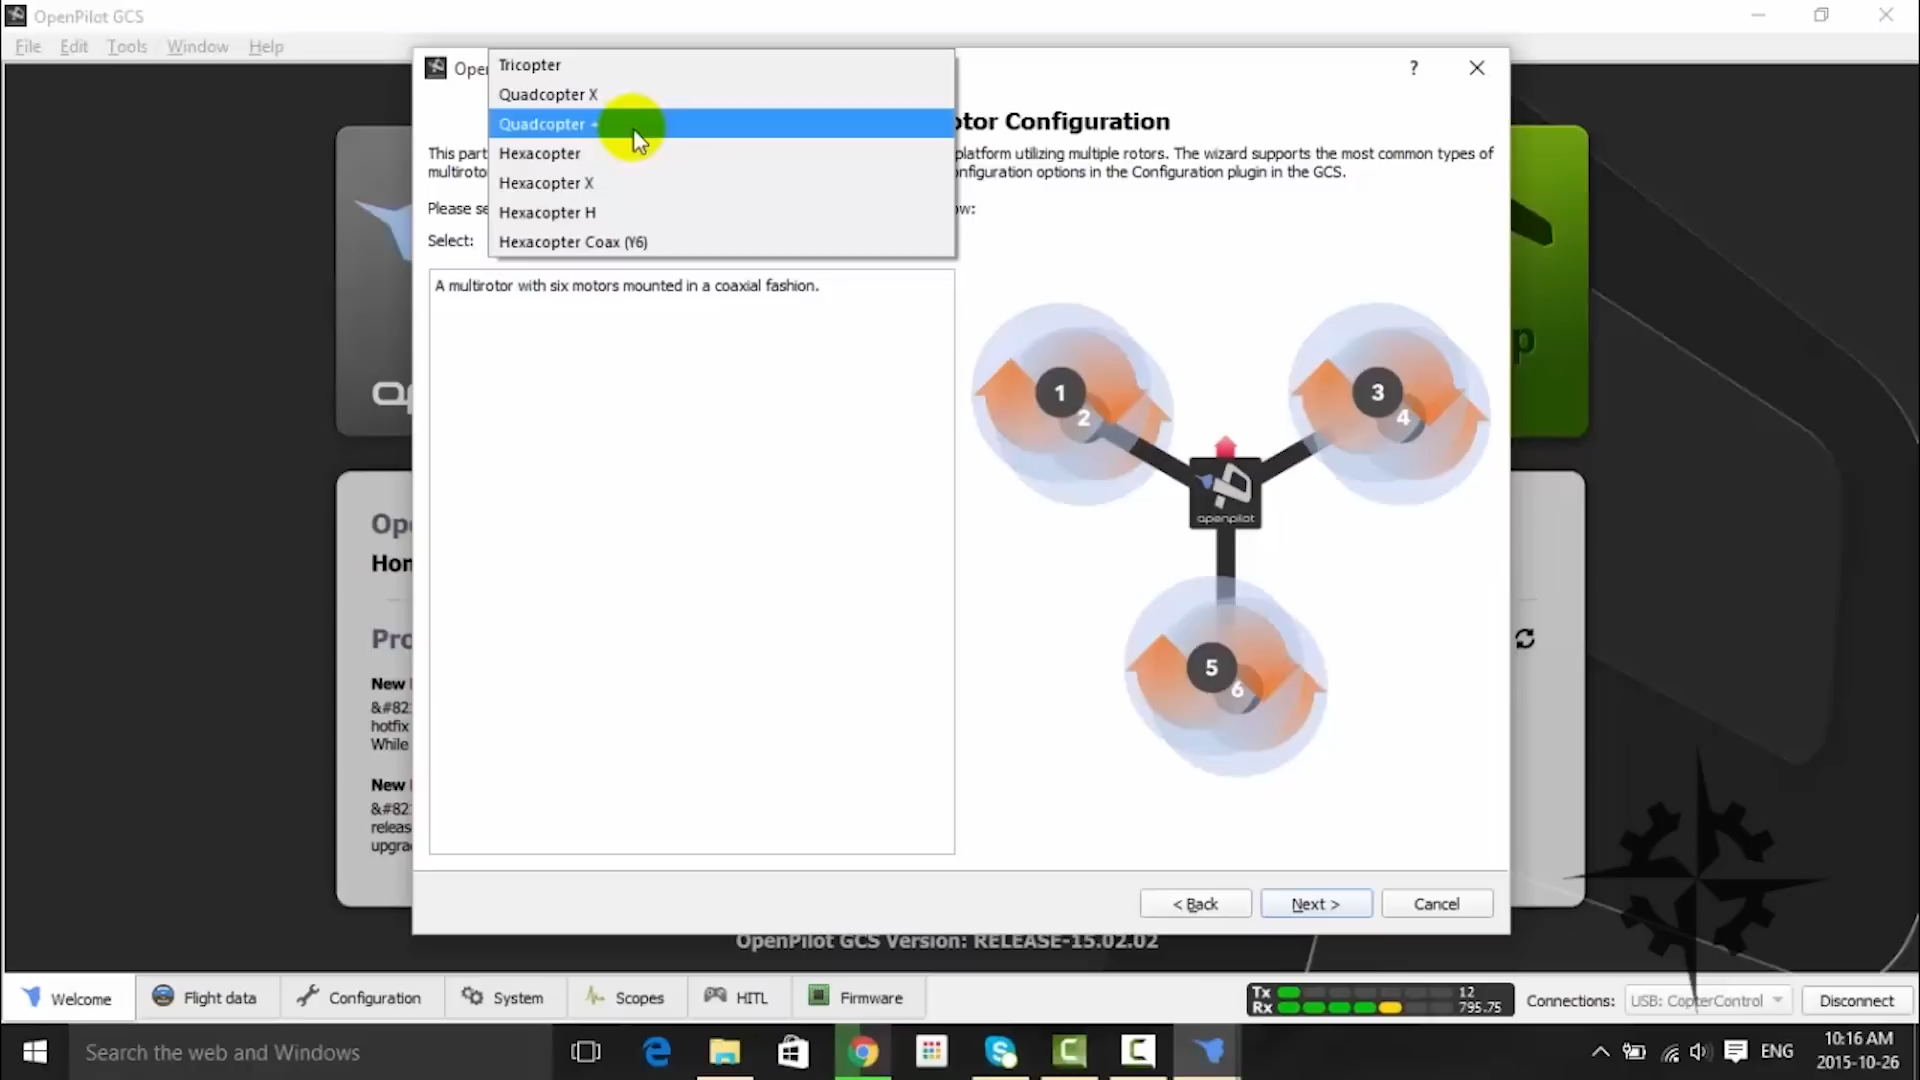 OpenPilot GCS
File Edit Tools Window Help
Tricopter
Quadcopter X
Quadcopter +
Hexacopter
Hexacopter X
Hexacopter H
Hexacopter Coax (Y6)
otor Configuration
This part
platform utilizing multiple rotors. The wizard supports the most common types of
multiroto
nfiguration options in the Configuration plugin in the GCS.
Please se
ow:
Select:
A multirotor with six motors mounted in a coaxial fashion.
1
2
3
4
openpilot
5
6
< Back Next > Cancel
Op
Hom
Pro
New
&#82
hotfix
While
New
&#82
releas
upgra
OpenPilot GCS Version: RELEASE-15.02.02
Welcome Flight data Configuration System Scopes HITL Firmware
Tx 12
Rx 795.75
Connections: USB: CopterControl Disconnect
Search the web and Windows
ENG
10:16 AM
2015-10-26